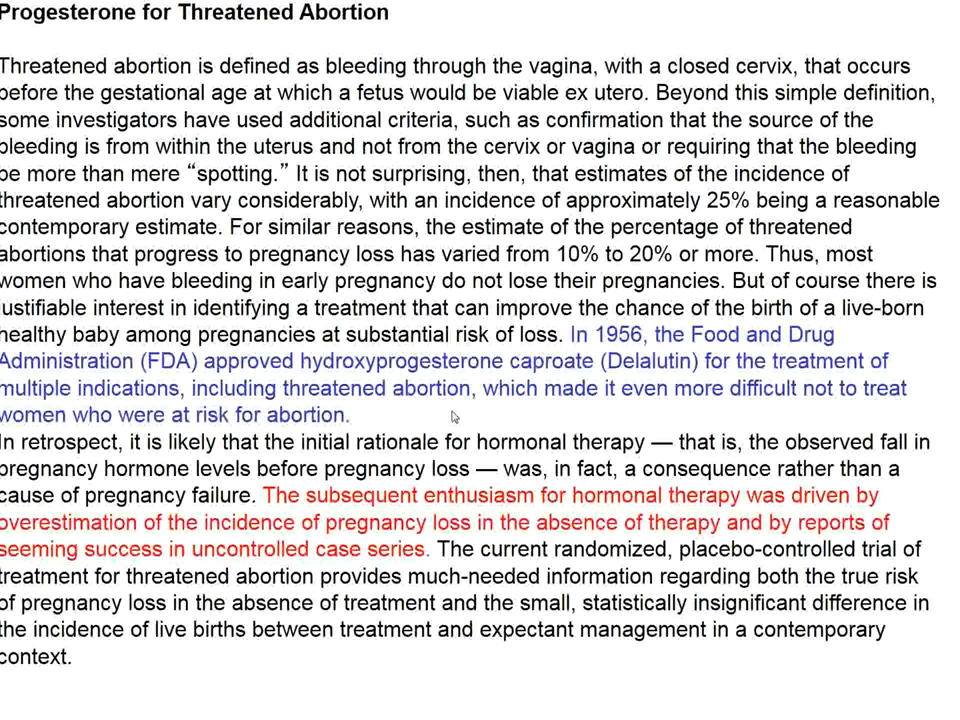 Progesterone for Threatened Abortion
Threatened abortion is defined as bleeding through the vagina, with a closed cervix, that occurs
before the gestational age at which a fetus would be viable ex utero. Beyond this simple definition,
some investigators have used additional criteria, such as confirmation that the source of the
bleeding is from within the uterus and not from the cervix or vagina or requiring that the bleeding
be more than mere “spotting.” It is not surprising, then, that estimates of the incidence of
threatened abortion vary considerably, with an incidence of approximately 25% being a reasonable
contemporary estimate. For similar reasons, the estimate of the percentage of threatened
abortions that progress to pregnancy loss has varied from 10% to 20% or more. Thus, most
women who have bleeding in early pregnancy do not lose their pregnancies. But of course there is
justifiable interest in identifying a treatment that can improve the chance of the birth of a live-born
healthy baby among pregnancies at substantial risk of loss. In 1956, the Food and Drug
Administration (FDA) approved hydroxyprogesterone caproate (Delalutin) for the treatment of
multiple indications, including threatened abortion, which made it even more difficult not to treat
women who were at risk for abortion.
In retrospect, it is likely that the initial rationale for hormonal therapy — that is, the observed fall in
pregnancy hormone levels before pregnancy loss — was, in fact, a consequence rather than a
cause of pregnancy failure. The subsequent enthusiasm for hormonal therapy was driven by
overestimation of the incidence of pregnancy loss in the absence of therapy and by reports of
seeming success in uncontrolled case series. The current randomized, placebo-controlled trial of
treatment for threatened abortion provides much-needed information regarding both the true risk
of pregnancy loss in the absence of treatment and the small, statistically insignificant difference in
the incidence of live births between treatment and expectant management in a contemporary
context.